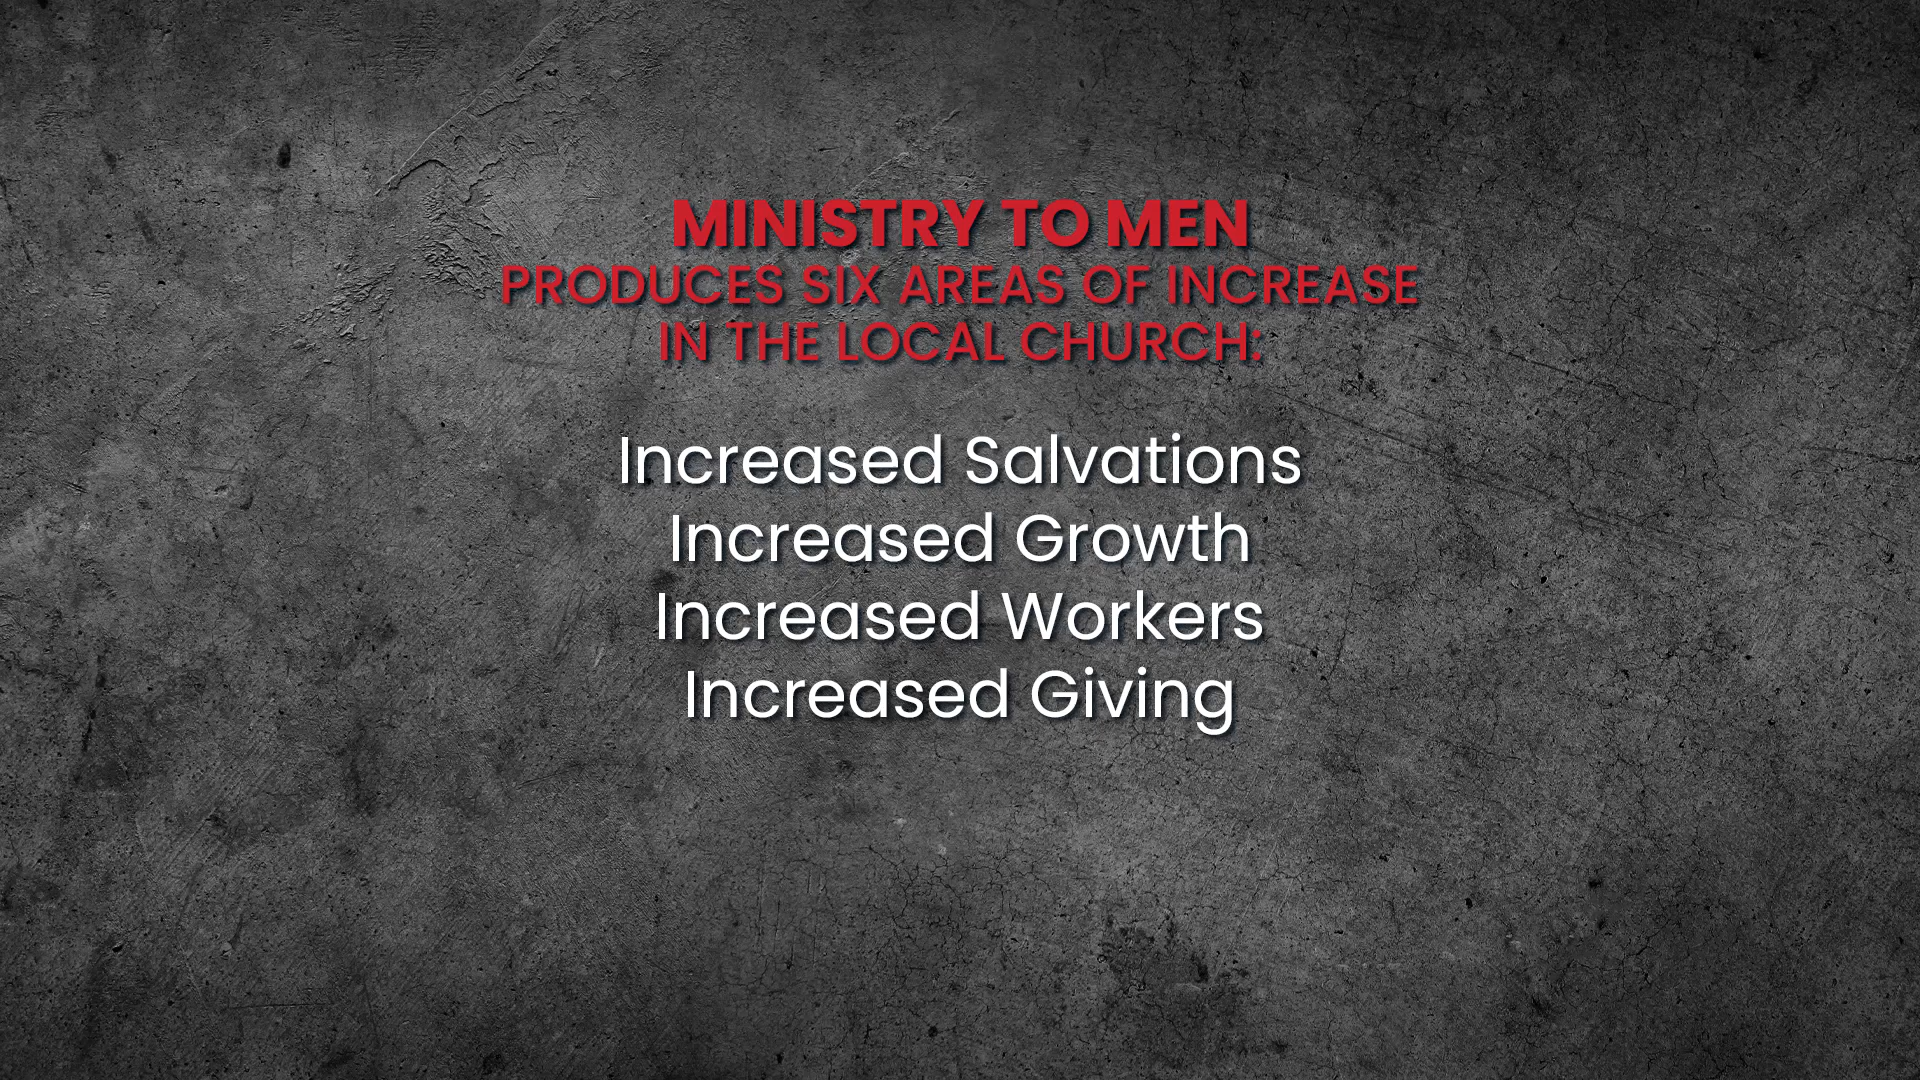 MINISTRY TO MEN
PRODUCES SIX AREAS OF INCREASE
IN THE LOCAL CHURCH:
Increased Salvations
Increased Growth
Increased Workers
Increased Giving